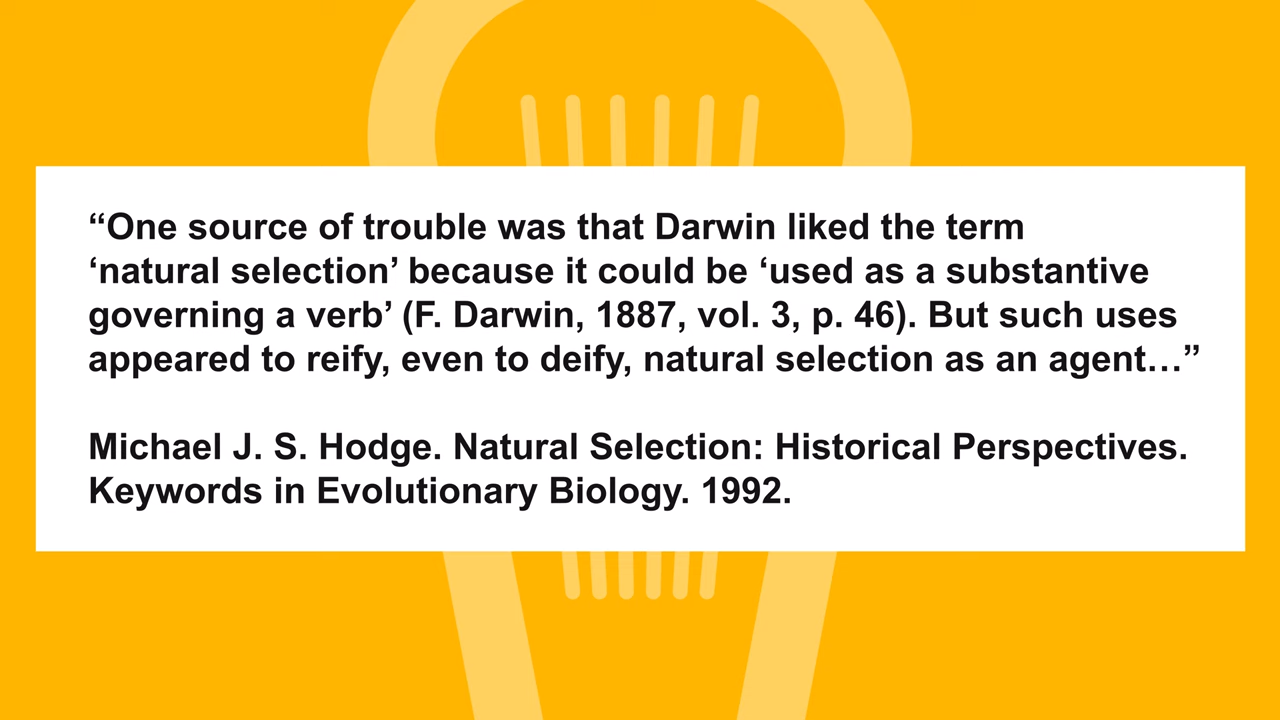 “One source of trouble was that Darwin liked the term
‘natural selection’ because it could be ‘used as a substantive
governing a verb’ (F. Darwin, 1887, vol. 3, p. 46). But such uses
appeared to reify, even to deify, natural selection as an agent…”
Michael J. S. Hodge. Natural Selection: Historical Perspectives.
Keywords in Evolutionary Biology. 1992.